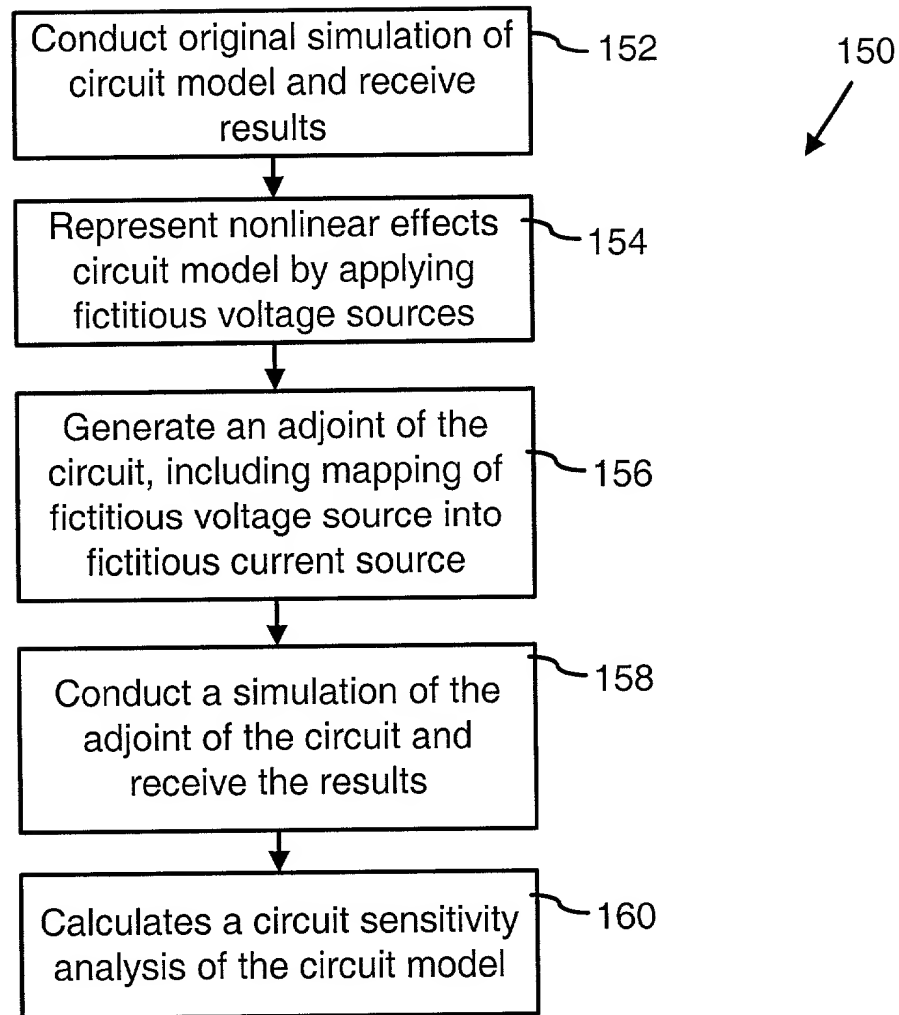 Conduct original simulation of
circuit model and receive
results
152
150
Represent nonlinear effects
circuit model by applying
fictitious voltage sources
154
Generate an adjoint of the
circuit, including mapping of
fictitious voltage source into
fictitious current source
156
Conduct a simulation of the
adjoint of the circuit and
receive the results
158
Calculates a circuit sensitivity
analysis of the circuit model
160